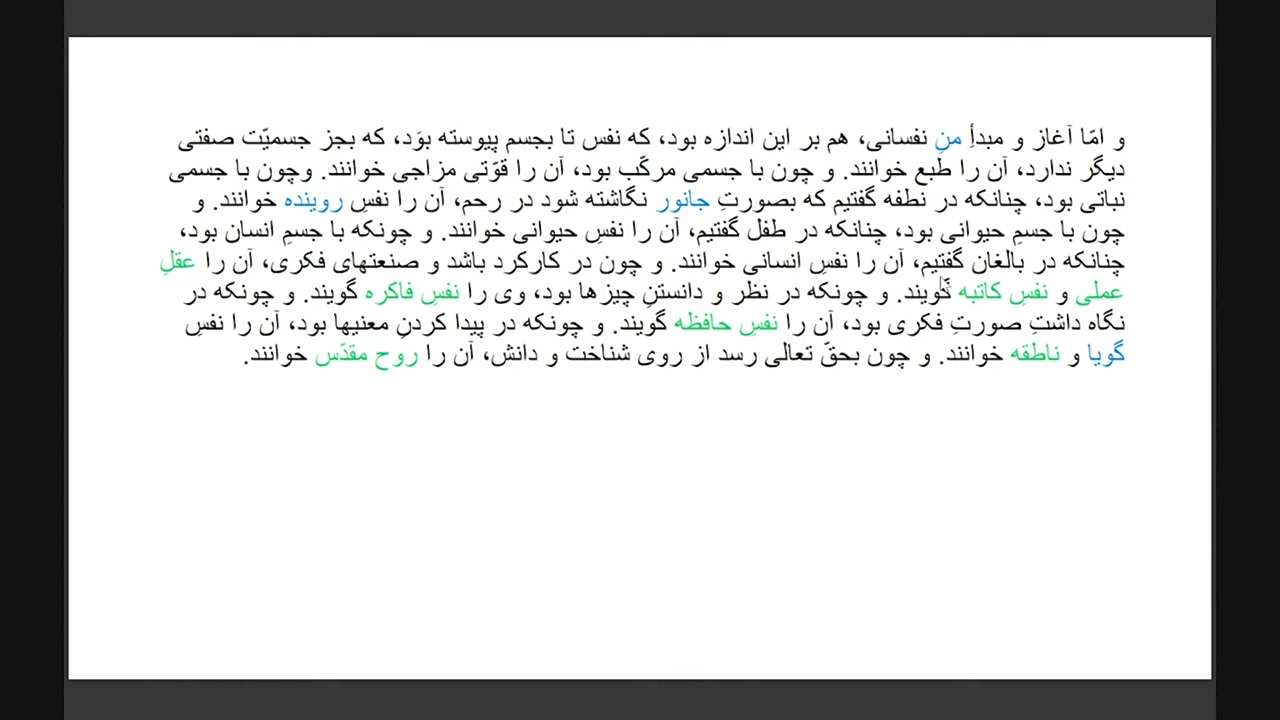 و امّا آغاز و مبدأِ منِ نفسانی، هم بر این اندازه بود، که نفس تا بجسم پیوسته بوَد، که بجز جسمیّت صفتی
دیگر ندارد، آن را طبع خوانند. و چون با جسمی مرکّب بود، آن را قوّتی مزاجی خوانند. وچون با جسمی
نباتی بود، چنانکه در نطفه گفتیم که بصورتِ جانور نگاشته شود در رحم، آن را نفسِ روینده خوانند. و
چون با جسمِ حیوانی بود، چنانکه در طفل گفتیم، آن را نفسِ حیوانی خوانند. و چونکه با جسمِ انسان بود،
چنانکه در بالغان گفتیم، آن را نفسِ انسانی خوانند. و چون در کارکرد باشد و صنعتهای فکری، آن را عقلِ
عملی و نفسِ کاتبه گویند. و چونکه در نظر و دانستنِ چیزها بود، وی را نفسِ فاکره گویند. و چونکه در
نگاه داشتِ صورتِ فکری بود، آن را نفسِ حافظه گویند. و چونکه در پیدا کردنِ معنیها بود، آن را نفسِ
گویا و ناطقه خوانند. و چون بحقّ تعالی رسد از روی شناخت و دانش، آن را روح مقدّس خوانند.